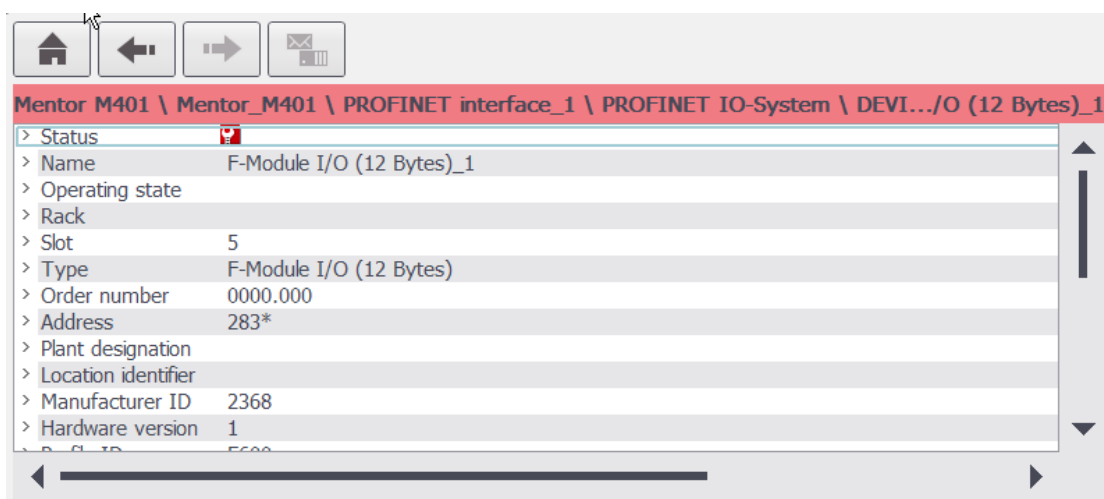 Mentor M401 \ Mentor_M401 \ PROFINET interface_1 \ PROFINET IO-System \ DEVI.../O (12 Bytes)_1
> Status
> Name F-Module I/O (12 Bytes)_1
> Operating state
> Rack
> Slot 5
> Type F-Module I/O (12 Bytes)
> Order number 0000.000
> Address 283*
> Plant designation
> Location identifier
> Manufacturer ID 2368
> Hardware version 1